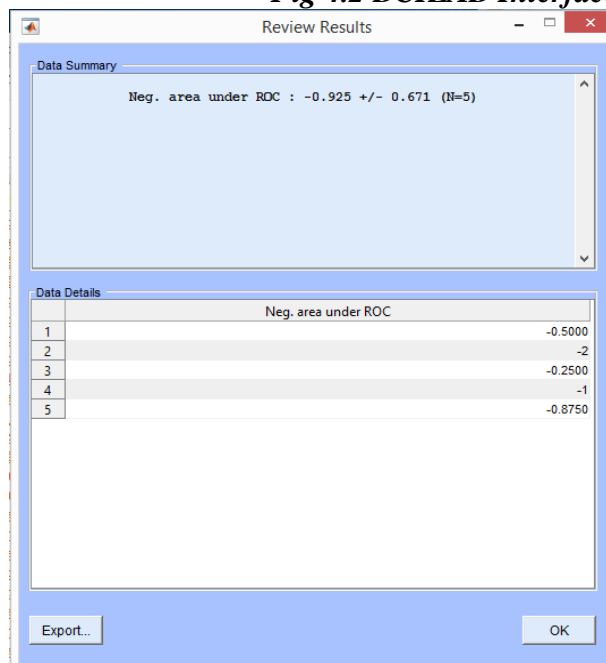 Review Results
Data Summary
Neg. area under ROC : -0.925 +/- 0.671 (N=5)
Data Details
Neg. area under ROC
1 -0.5000
2 -2
3 -0.2500
4 -1
5 -0.8750
Export... OK